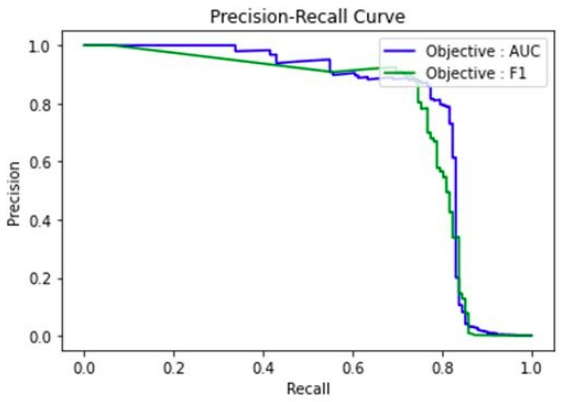 Precision-Recall Curve
Objective : AUC
Objective : F1
1.0
0.8
0.6
0.4
0.2
0.0
Precision
0.0 0.2 0.4 0.6 0.8 1.0
Recall